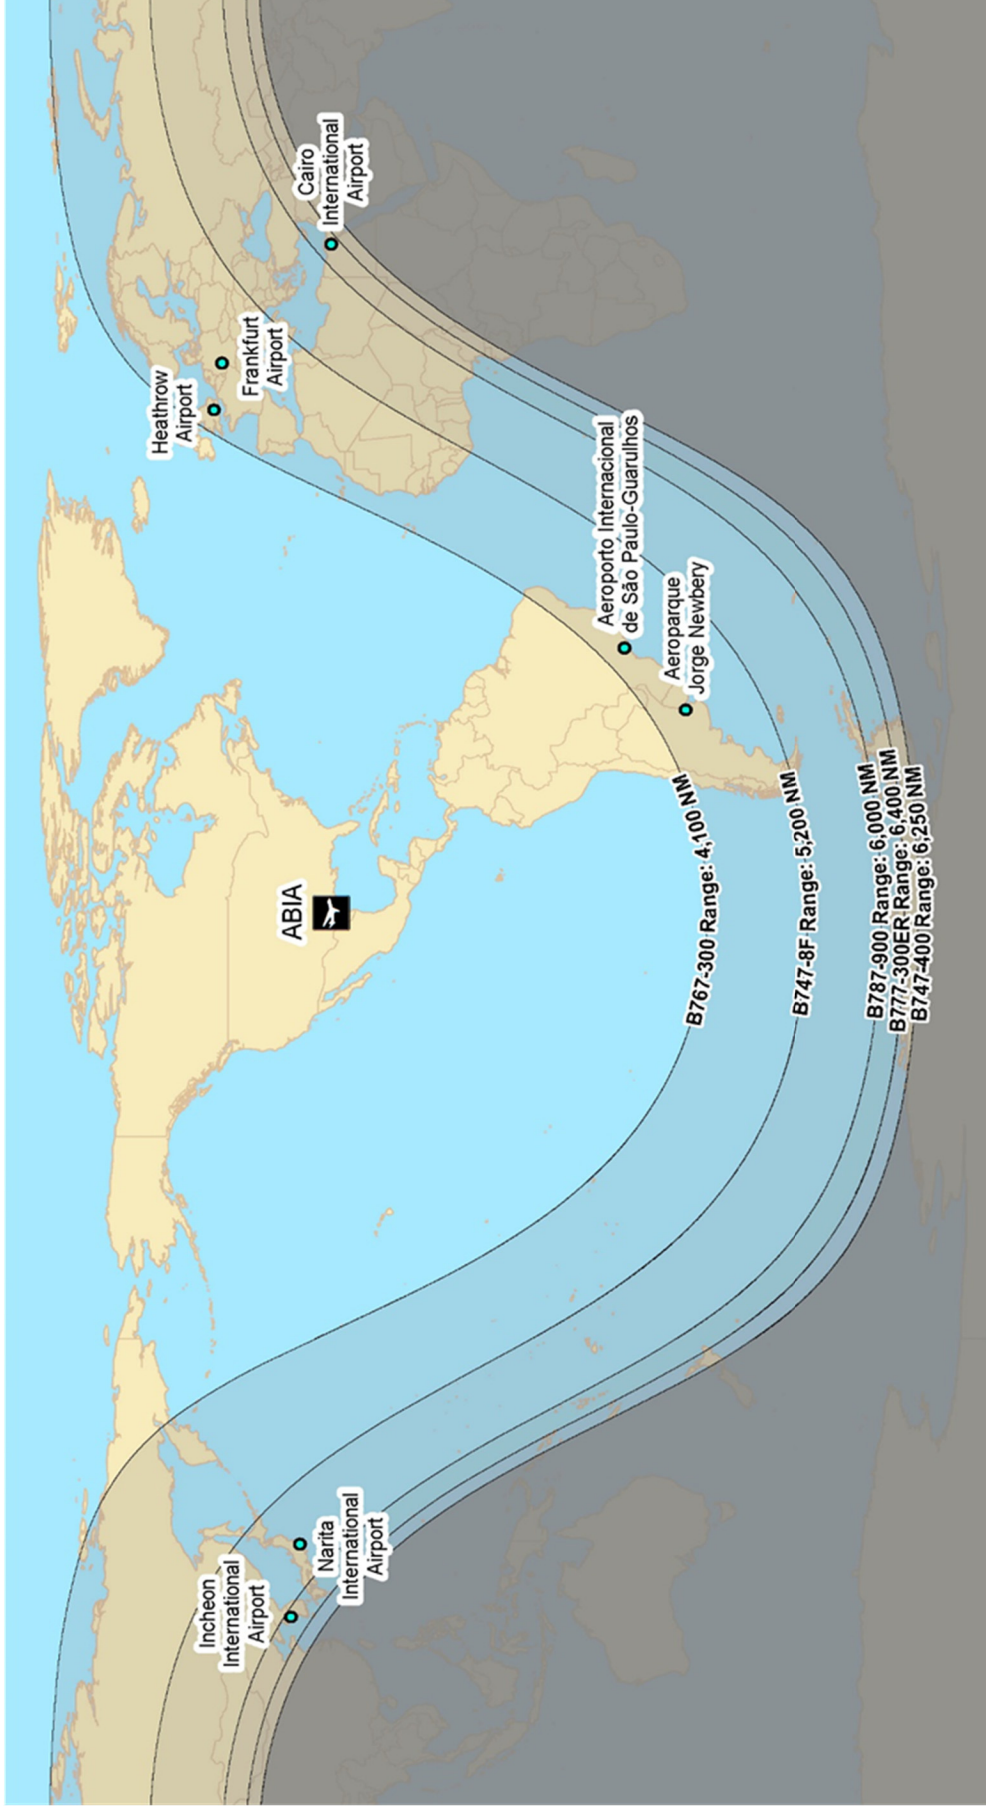 ABIA
Heathrow
Airport
Frankfurt
Airport
Cairo
International
Airport
Incheon
International
Airport
Narita
International
Airport
Aeroporto Internacional
de São Paulo-Guarulhos
Aeroparque
Jorge Newbery
B767-300 Range: 4,100 NM
B747-8F Range: 5,200 NM
B787-900 Range: 6,000 NM
B777-300ER Range: 6,400 NM
B747-400 Range: 6,250 NM